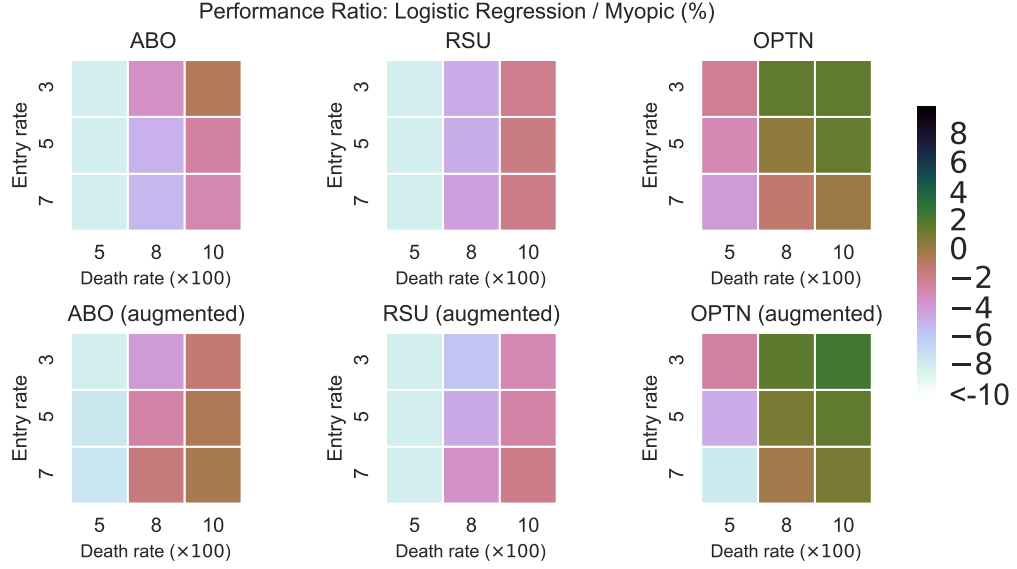 Performance Ratio: Logistic Regression / Myopic (%)
ABO
RSU
OPTN
Entry rate
3
5
7
5 8 10
Death rate (×100)
Entry rate
3
5
7
5 8 10
Death rate (×100)
Entry rate
3
5
7
5 8 10
Death rate (×100)
ABO (augmented)
RSU (augmented)
OPTN (augmented)
Entry rate
3
5
7
5 8 10
Death rate (×100)
Entry rate
3
5
7
5 8 10
Death rate (×100)
Entry rate
3
5
7
5 8 10
Death rate (×100)
8
6
4
2
0
−2
−4
−6
−8
<-10